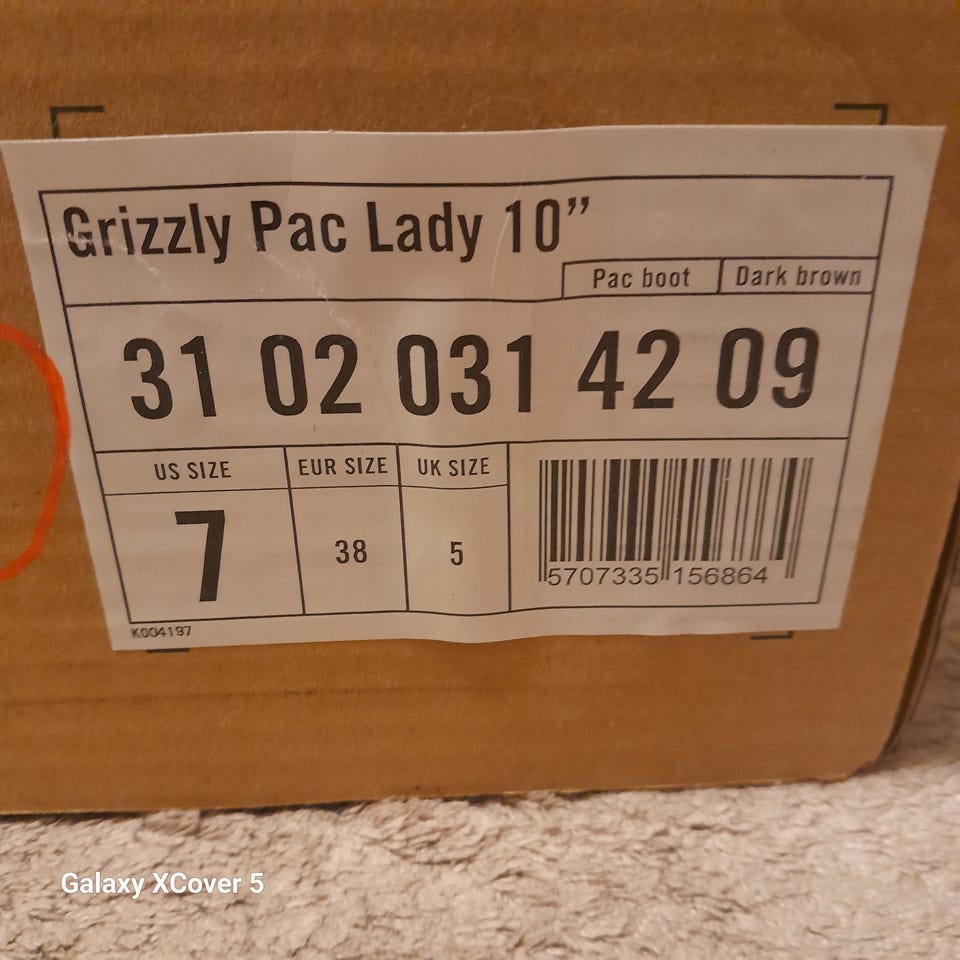 Grizzly Pac Lady 10”
Pac boot Dark brown
31 02 031 42 09
US SIZE EUR SIZE UK SIZE
7 38 5
5707335 156864
K004197
Galaxy XCover 5